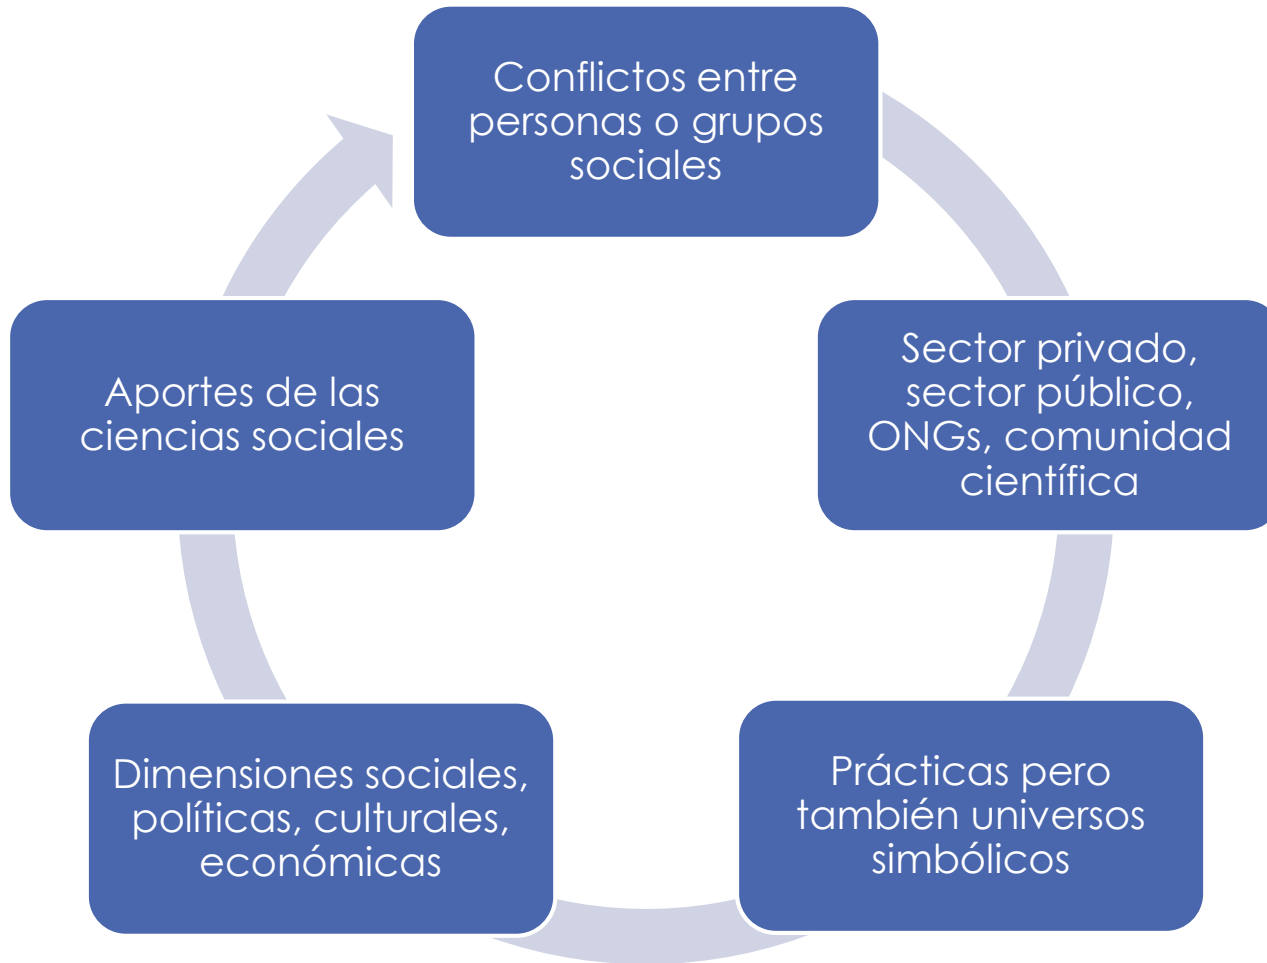 Conflictos entre
personas o grupos
sociales
Sector privado,
sector público,
ONGs, comunidad
científica
Prácticas pero
también universos
simbólicos
Dimensiones sociales,
políticas, culturales,
económicas
Aportes de las
ciencias sociales